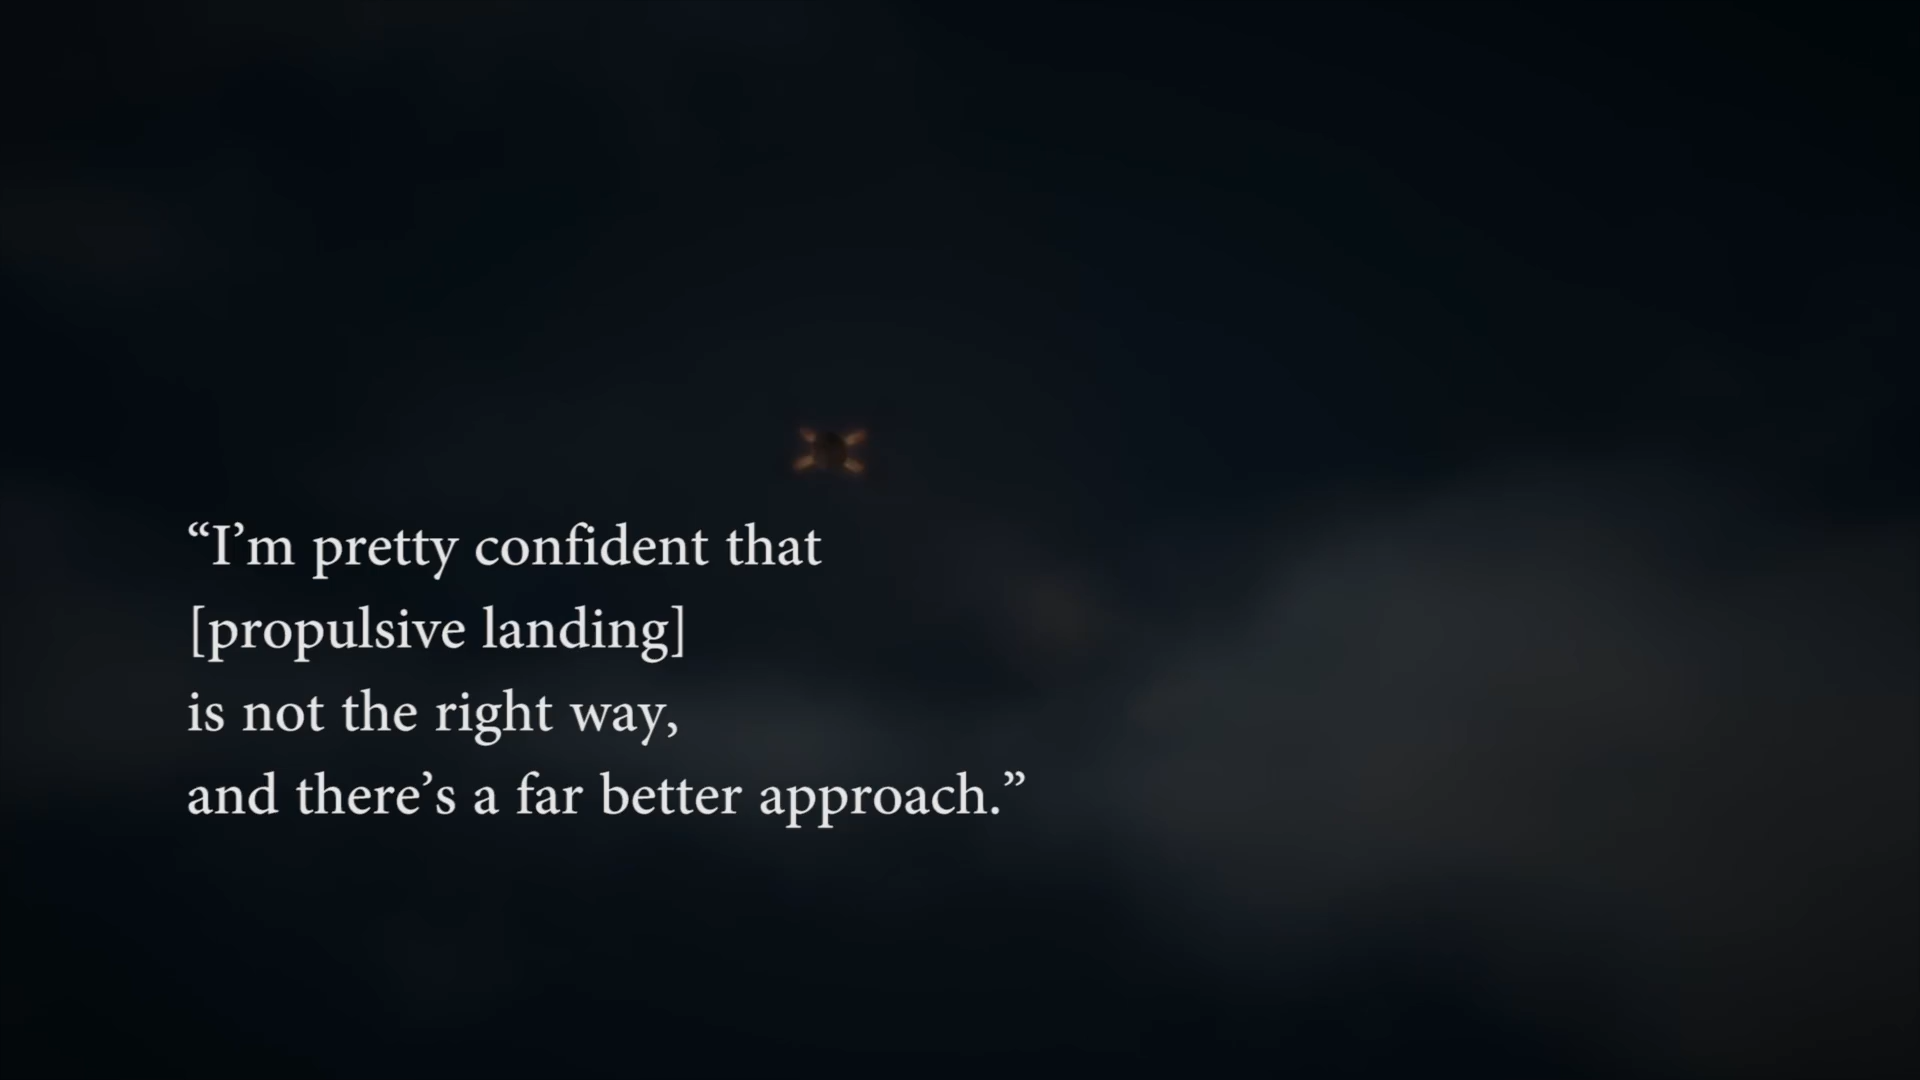 “I’m pretty confident that
[propulsive landing]
is not the right way,
and there’s a far better approach.”